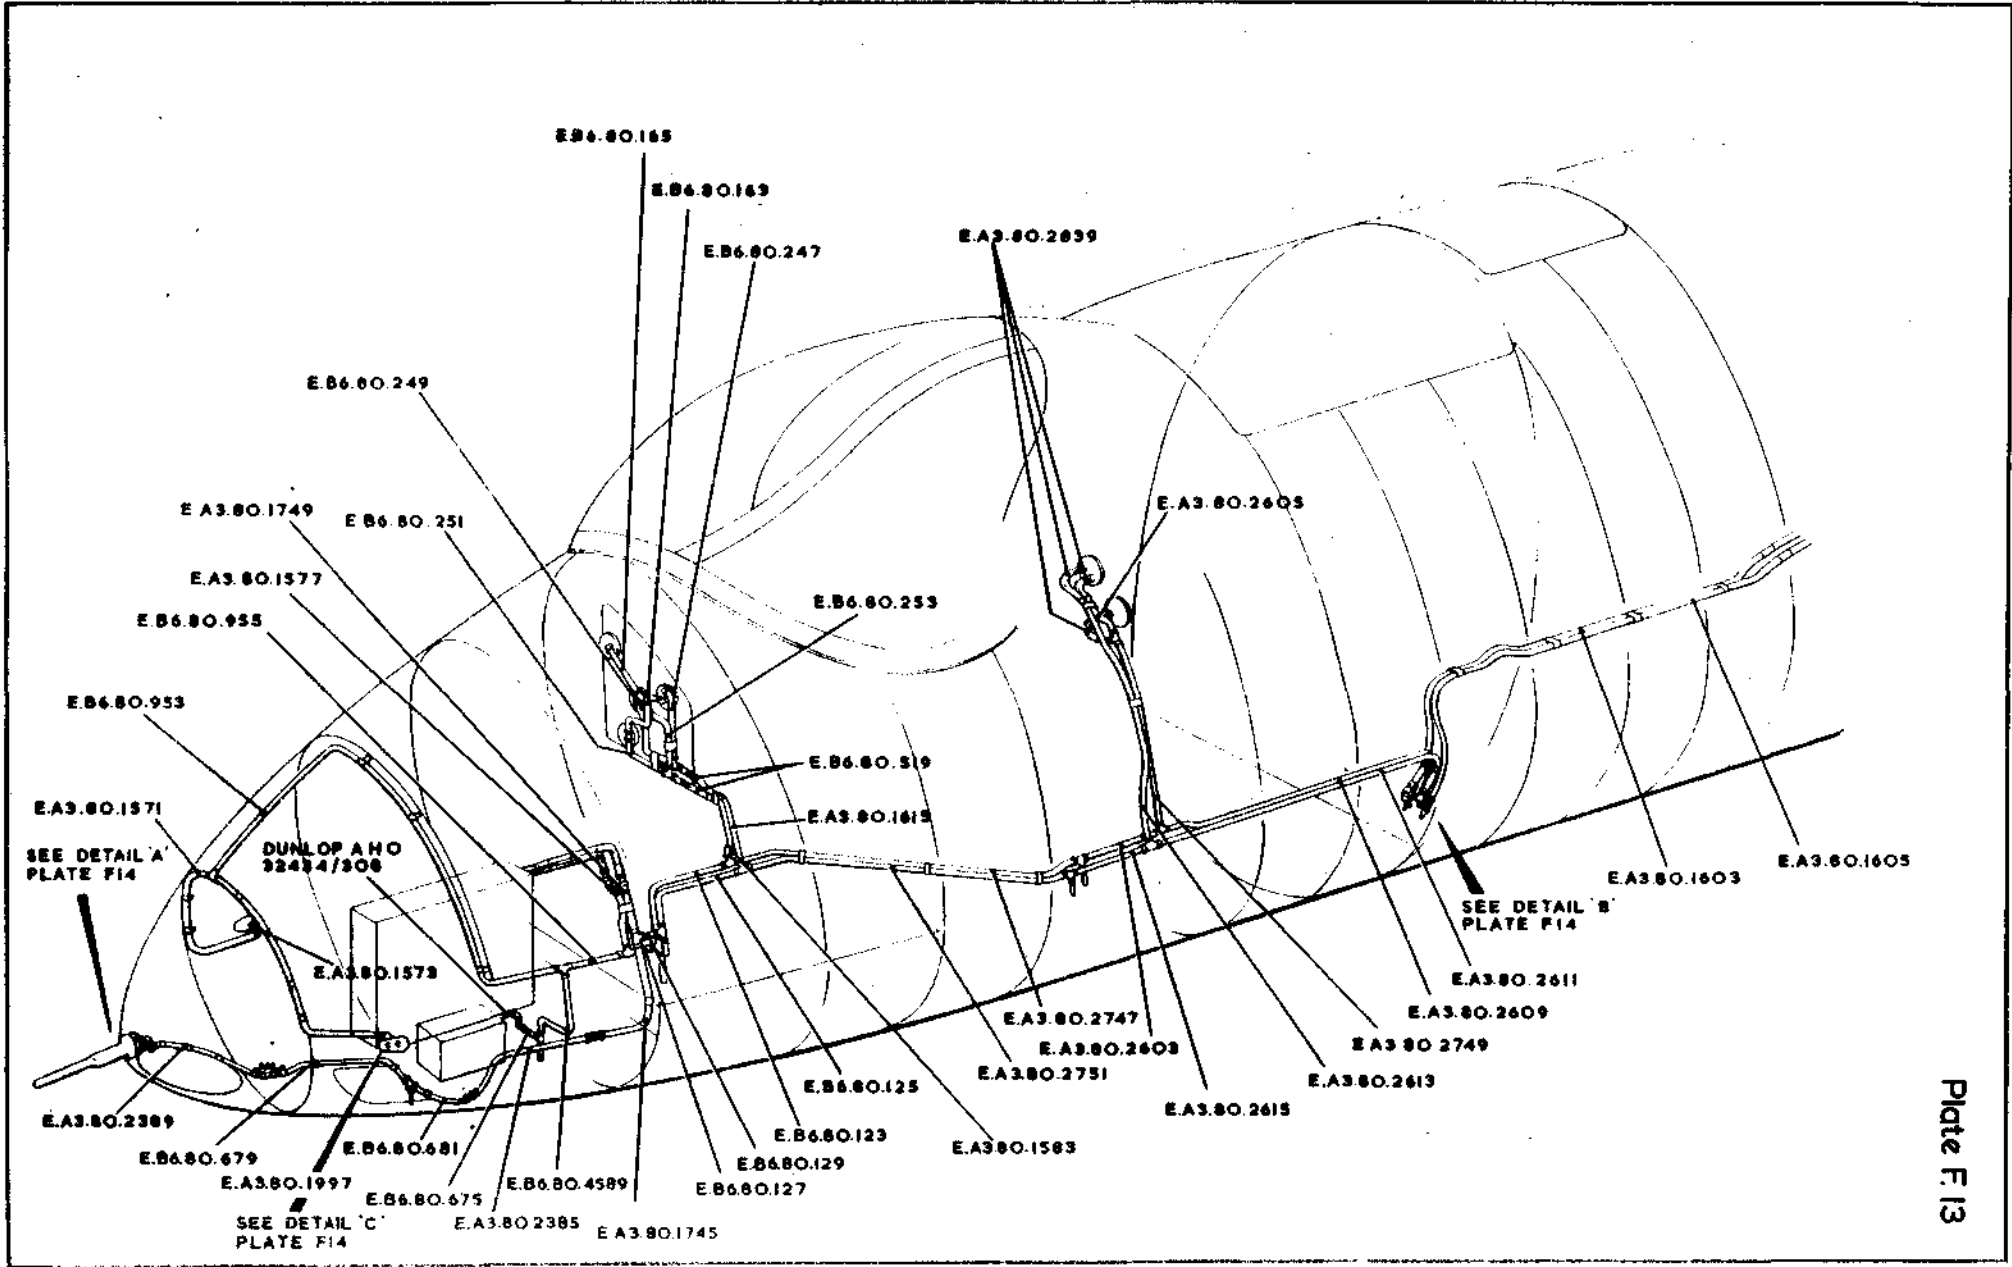 E.B6.80.165
E.B6.80.163
E.B6.80.247
E.A3.80.2839
E.B6.80.249
E.A3.80.1749
E.B6.80.251
E.A3.80.2605
E.A3.80.1577
E.B6.80.955
E.B6.80.253
E.B6.80.953
E.B6.80.519
E.A3.80.1571
E.A3.80.1615
DUNLOP AHO
32434/308
SEE DETAIL 'A'
PLATE F14
E.A3.80.1605
E.A3.80.1603
SEE DETAIL 'B'
PLATE F14
E.A3.80.1573
E.A3.80.2611
E.A3.80.2609
E.A3.80.2747
E.A3.80.2603
E.A3.80.2749
E.A3.80.2751
E.A3.80.2613
E.B6.80.125
E.A3.80.2615
E.A3.80.2389
E.B6.80.123
E.A3.80.1583
E.B6.80.681
E.B6.80.679
E.B6.80.129
E.A3.80.1997
E.B6.80.4589
E.B6.80.127
E.B6.80.675
SEE DETAIL 'C'
PLATE F14
E.A3.80.2385
E.A3.80.1745
Plate F.13